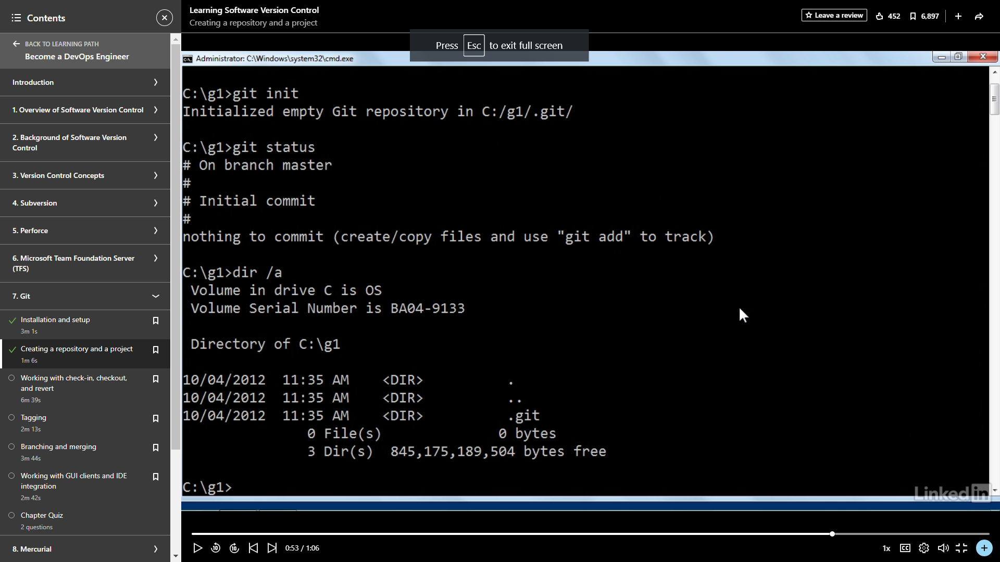 Contents
BACK TO LEARNING PATH
Become a DevOps Engineer
Introduction
1. Overview of Software Version Control
2. Background of Software Version
Control
3. Version Control Concepts
4. Subversion
5. Perforce
6. Microsoft Team Foundation Server
(TFS)
7. Git
Installation and setup
3m 1s
Creating a repository and a project
1m 6s
Working with check-in, checkout,
and revert
6m 39s
Tagging
2m 13s
Branching and merging
3m 44s
Working with GUI clients and IDE
integration
2m 42s
Chapter Quiz
2 questions
8. Mercurial
Learning Software Version Control
Creating a repository and a project
Leave a review
452
6,897
Press Esc to exit full screen
Administrator: C:\Windows\system32\cmd.exe
C:\g1>git init
Initialized empty Git repository in C:/g1/.git/
C:\g1>git status
# On branch master
#
# Initial commit
#
nothing to commit (create/copy files and use "git add" to track)
C:\g1>dir /a
Volume in drive C is OS
Volume Serial Number is BA04-9133
Directory of C:\g1
10/04/2012 11:35 AM <DIR> .
10/04/2012 11:35 AM <DIR> ..
10/04/2012 11:35 AM <DIR> .git
0 File(s) 0 bytes
3 Dir(s) 845,175,189,504 bytes free
C:\g1>
Linked in
10
10
0:53 / 1:06
1x
CC